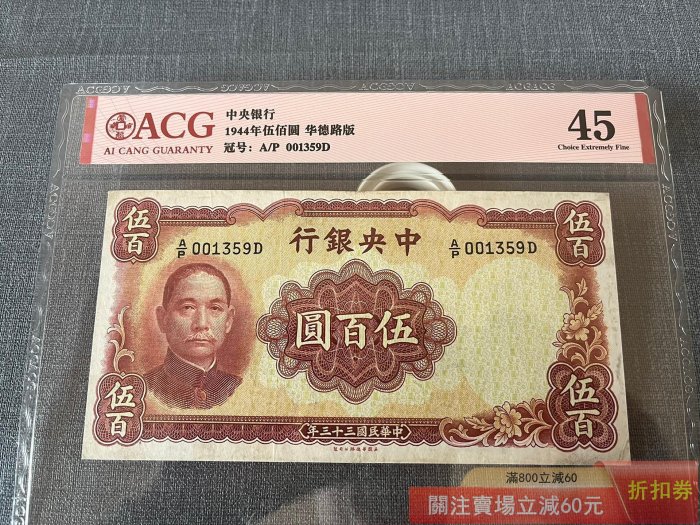 ACG
AI CANG GUARANTY
中央银行
1944年伍佰圓 华德路版
冠号: A/P 001359D
45
Choice Extremely Fine
伍百
伍百
行銀央中
A/P 001359D
A/P 001359D
圓百伍
伍百
伍百
年三十三國民華中
滿800立減60
關注賣場立減60元
折扣券